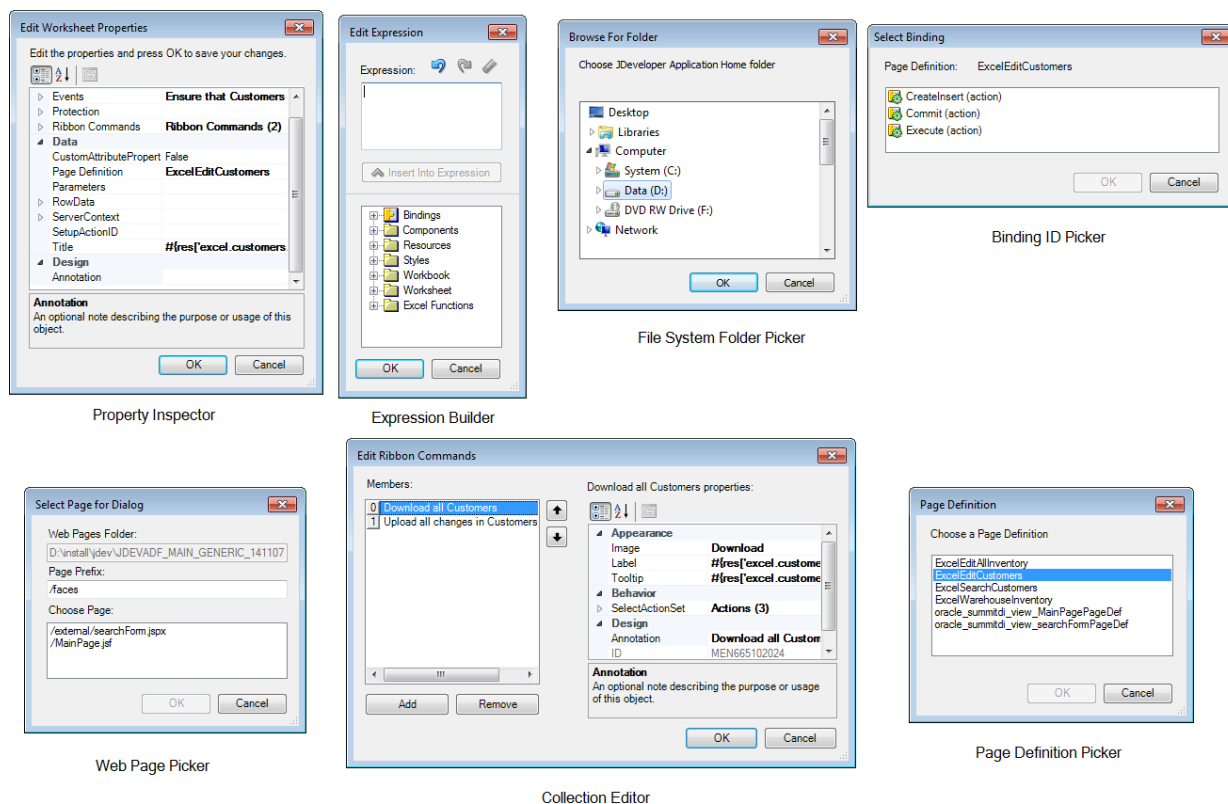 Edit Worksheet Properties
Edit the properties and press OK to save your changes.
Events Ensure that Customers
Protection
Ribbon Commands Ribbon Commands (2)
Data
CustomAttributePropert False
Page Definition ExcelEditCustomers
Parameters
RowData
ServerContext
SetupActionID
Title #{res['excel.customers.
Design
Annotation
Annotation
An optional note describing the purpose or usage of this
object.
OK Cancel
Property Inspector
Edit Expression
Expression:
Insert Into Expression
Bindings
Components
Resources
Styles
Workbook
Worksheet
Excel Functions
OK Cancel
Expression Builder
Browse For Folder
Choose JDeveloper Application Home folder
Desktop
Libraries
Computer
System (C:)
Data (D:)
DVD RW Drive (F:)
Network
OK Cancel
File System Folder Picker
Select Binding
Page Definition: ExcelEditCustomers
CreateInsert (action)
Commit (action)
Execute (action)
OK Cancel
Binding ID Picker
Select Page for Dialog
Web Pages Folder:
D:\install\jdev\JDEVADF_MAIN_GENERIC_141107
Page Prefix:
/faces
Choose Page:
/external/searchForm.jspx
/MainPage.jsf
OK Cancel
Web Page Picker
Edit Ribbon Commands
Members:
0 Download all Customers
1 Upload all changes in Customers
Add Remove
Download all Customers properties:
Appearance
Image Download
Label #{res['excel.custome
Tooltip #{res['excel.custome
Behavior
SelectActionSet Actions (3)
Design
Annotation Download all Custom
ID MEN665102024
Annotation
An optional note describing the purpose or usage
of this object.
OK Cancel
Collection Editor
Page Definition
Choose a Page Definition
ExcelEditAllInventory
ExcelEditCustomers
ExcelSearchCustomers
ExcelWarehouseInventory
oracle_summitdi_view_MainPagePageDef
oracle_summitdi_view_searchFormPageDef
OK Cancel
Page Definition Picker